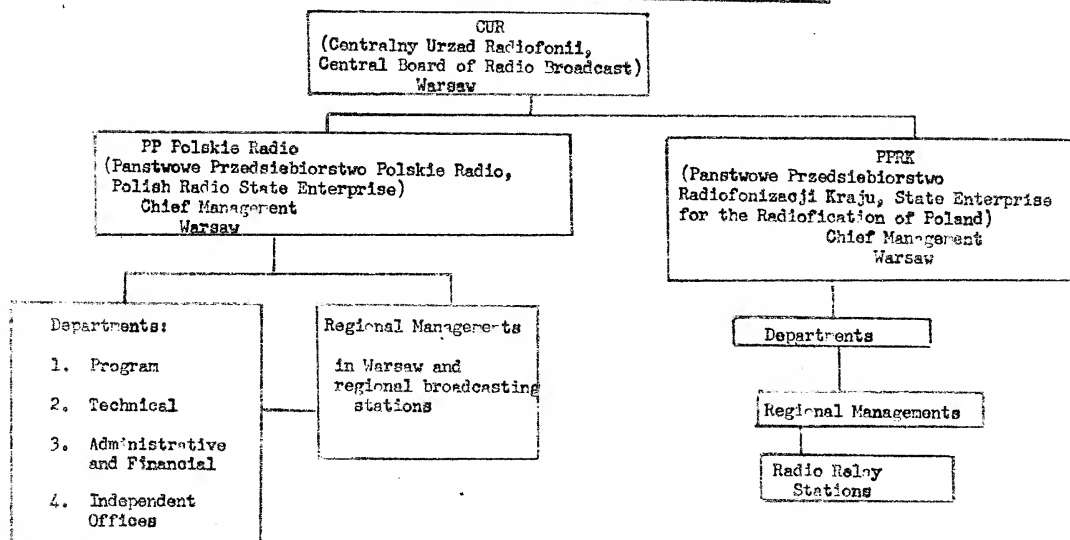 CUR
(Centralny Urzad Radiofonii,
Central Board of Radio Broadcast)
Warsaw
PP Polskie Radio
(Panstwowe Przedsiebiorstwo Polskie Radio,
Polish Radio State Enterprise)
Chief Management
Warsaw
PPRK
(Panstwowe Przedsiebiorstwo
Radiofonizacji Kraju, State Enterprise
for the Radiofication of Poland)
Chief Management
Warsaw
Departments:
1. Program
2. Technical
3. Administrative
and Financial
4. Independent
Offices
Regional Managements
in Warsaw and
regional broadcasting
stations
Departments
Regional Managements
Radio Relay
Stations